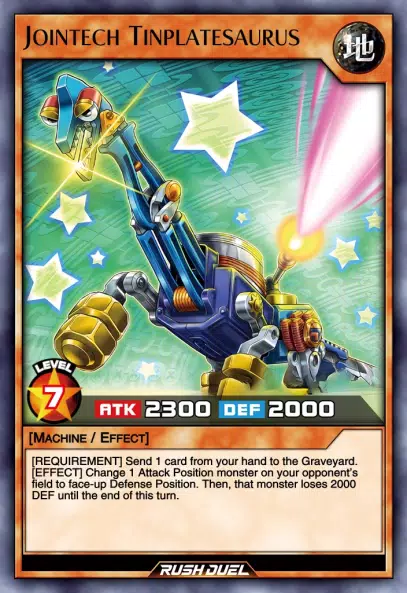 Jointech Tinplatesaurus
地
LEVEL
7
ATK 2300 DEF 2000
[Machine / Effect]
[REQUIREMENT] Send 1 card from your hand to the Graveyard.
[EFFECT] Change 1 Attack Position monster on your opponent's
field to face-up Defense Position. Then, that monster loses 2000
DEF until the end of this turn.
RUSH DUEL